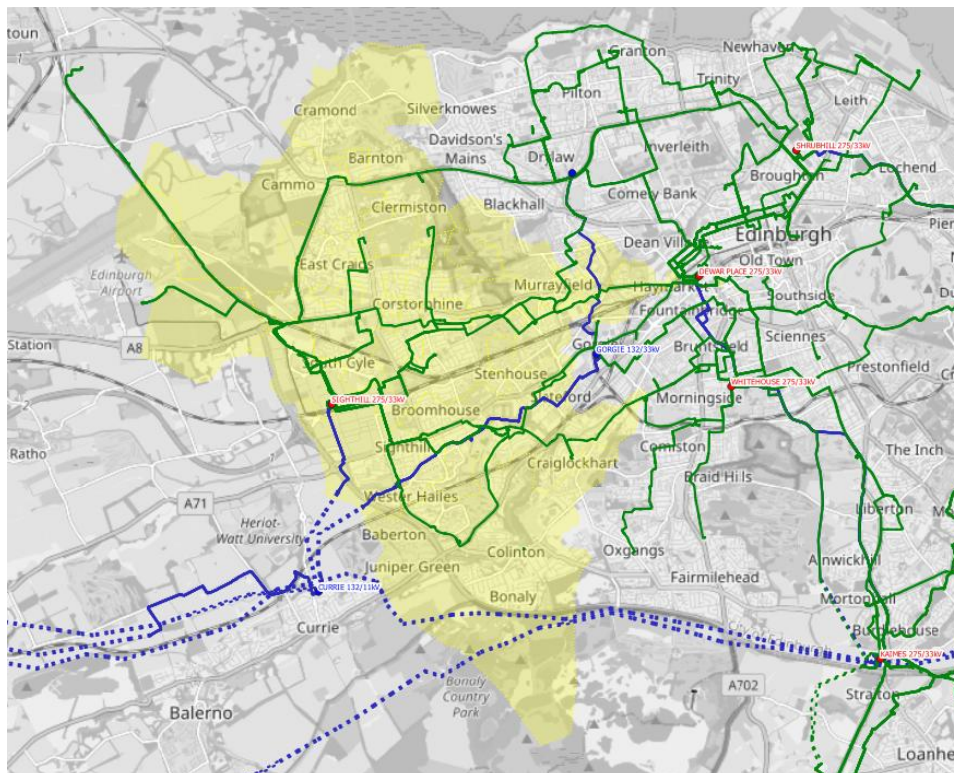 toun
Granton
Newhaven
Trinity
Pilton
Cramond
Silverknowes
Leith
Davidson's
Mains
Drylaw
Inverleith
SHRUBHILL 275/33kV
Barnton
Lochend
Broughton
Cammo
Comely Bank
Clermiston
Blackhall
Pier
Dean Village
Edinburgh
East Craigs
Old Town
Edinburgh
Airport
Murrayfield
DEWAR PLACE 275/33kV
Haymarket
Corstorphine
Southside
Fountainbridge
Station
A8
Sciennes
GORGIE 132/33kV
Bruntsfield
South Gyle
Prestonfield
Stenhouse
WHITEHOUSE 275/33kV
SIGHTHILL 275/33kV
Morningside
Broomhouse
Sighthill
Comiston
The Inch
Ratho
Craiglockhart
Braid Hills
Wester Hailes
A71
Liberton
Heriot-
Watt University
Baberton
Oxgangs
Colinton
Juniper Green
Fairmilehead
CURRIE 132/11kV
Bonaly
Currie
Burdiehouse
KAIMES 275/33kV
Bonaly
Country
Park
A702
Straiton
Balerno
Loanhe